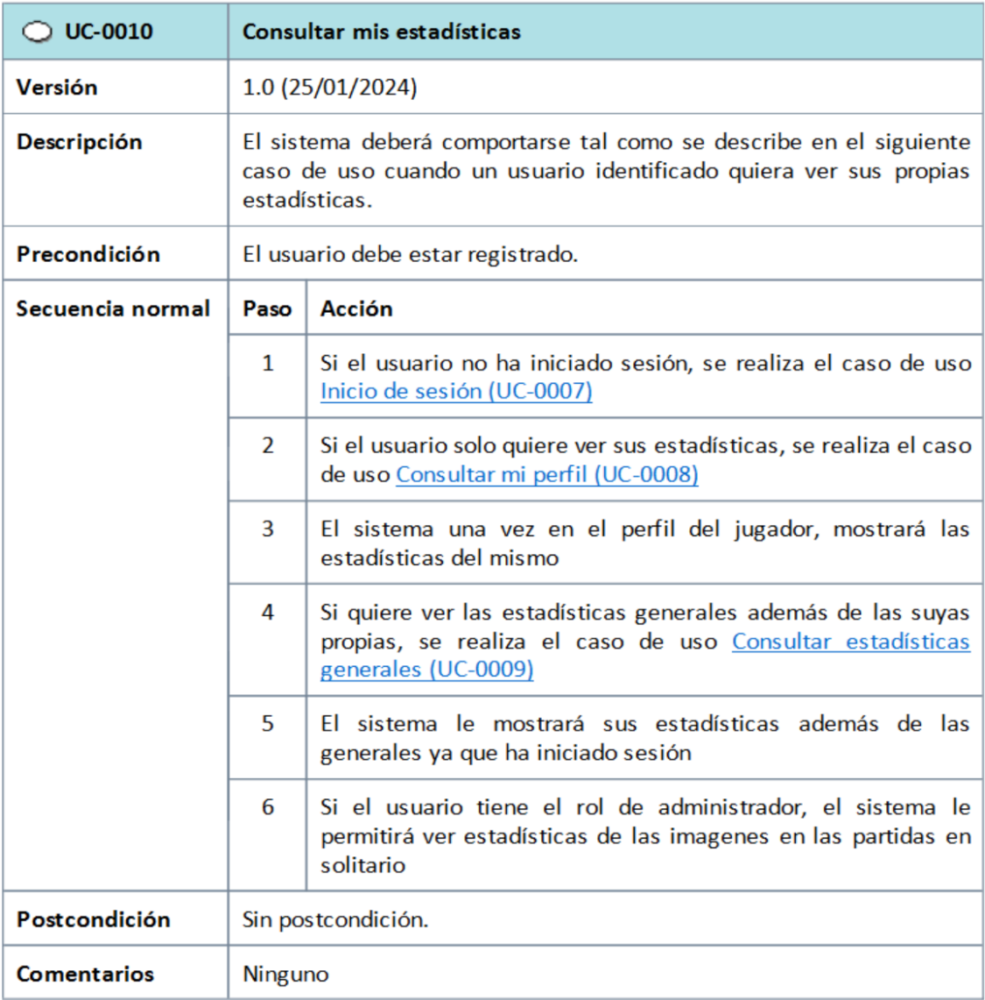 UC-0010 Consultar mis estadísticas
Versión 1.0 (25/01/2024)
Descripción El sistema deberá comportarse tal como se describe en el siguiente
caso de uso cuando un usuario identificado quiera ver sus propias
estadísticas.
Precondición El usuario debe estar registrado.
Secuencia normal Paso Acción
1 Si el usuario no ha iniciado sesión, se realiza el caso de uso
Inicio de sesión (UC-0007)
2 Si el usuario solo quiere ver sus estadísticas, se realiza el caso
de uso Consultar mi perfil (UC-0008)
3 El sistema una vez en el perfil del jugador, mostrará las
estadísticas del mismo
4 Si quiere ver las estadísticas generales además de las suyas
propias, se realiza el caso de uso Consultar estadísticas
generales (UC-0009)
5 El sistema le mostrará sus estadísticas además de las
generales ya que ha iniciado sesión
6 Si el usuario tiene el rol de administrador, el sistema le
permitirá ver estadísticas de las imagenes en las partidas en
solitario
Postcondición Sin postcondición.
Comentarios Ninguno